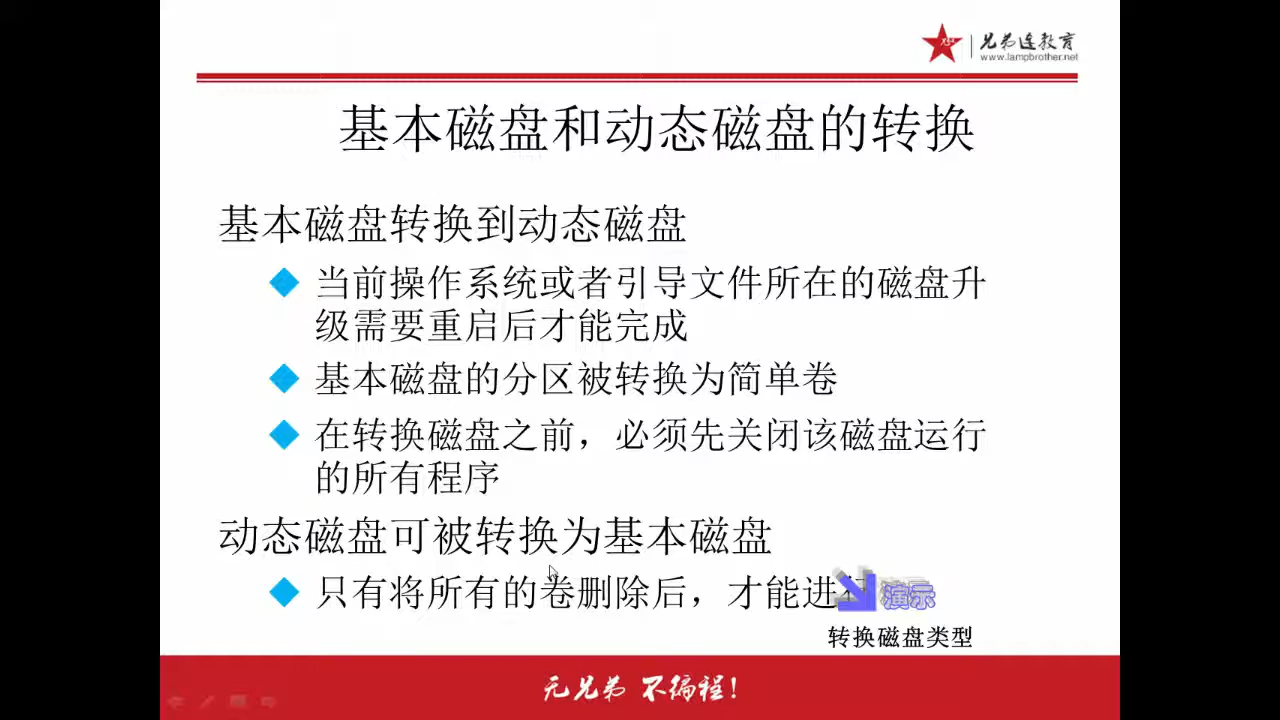 兄弟连教育
www.lampbrother.net
基本磁盘和动态磁盘的转换
基本磁盘转换到动态磁盘
当前操作系统或者引导文件所在的磁盘升
级需要重启后才能完成
基本磁盘的分区被转换为简单卷
在转换磁盘之前，必须先关闭该磁盘运行
的所有程序
动态磁盘可被转换为基本磁盘
只有将所有的卷删除后，才能进行
演示
转换磁盘类型
无兄弟 不编程！